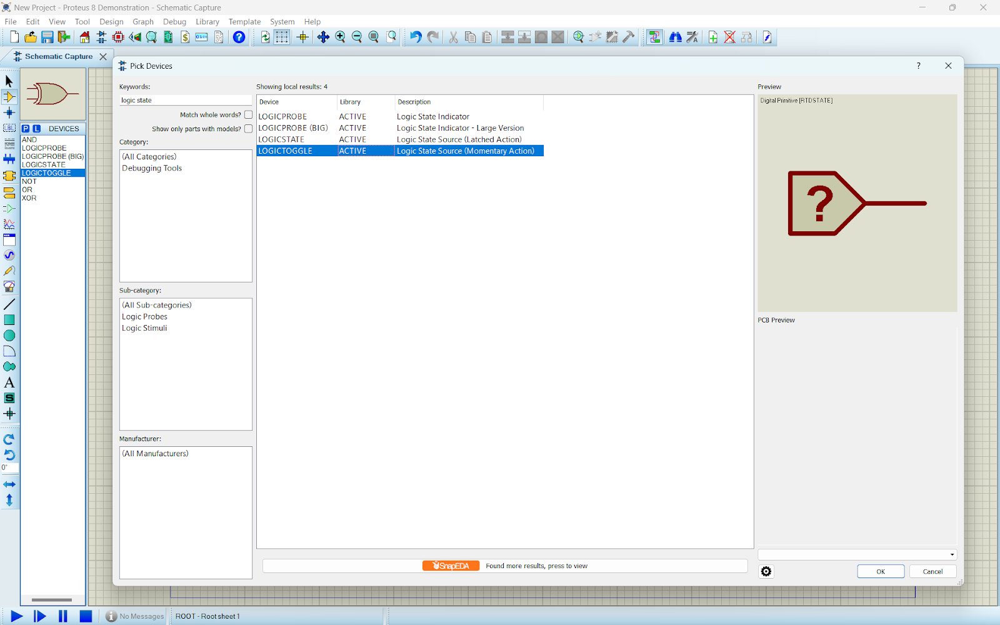 New Project - Proteus 8 Demonstration - Schematic Capture
File Edit View Tool Design Graph Debug Library Template System Help
Schematic Capture
Pick Devices
?
Keywords:
logic state
Match whole words?
Show only parts with models?
Category:
(All Categories)
Debugging Tools
Sub-category:
(All Sub-categories)
Logic Probes
Logic Stimuli
Manufacturer:
(All Manufacturers)
Showing local results: 4
Device Library Description
LOGICPROBE ACTIVE Logic State Indicator
LOGICPROBE (BIG) ACTIVE Logic State Indicator - Large Version
LOGICSTATE ACTIVE Logic State Source (Latched Action)
LOGICTOGGLE ACTIVE Logic State Source (Momentary Action)
SnapEDA Found more results, press to view
Preview
Digital Primitive [RTDSTATE]
?
PCB Preview
OK Cancel
P L DEVICES
AND
LOGICPROBE
LOGICPROBE (BIG)
LOGICSTATE
LOGICTOGGLE
NOT
OR
XOR
LBL
A
S
0°
No Messages ROOT - Root sheet 1